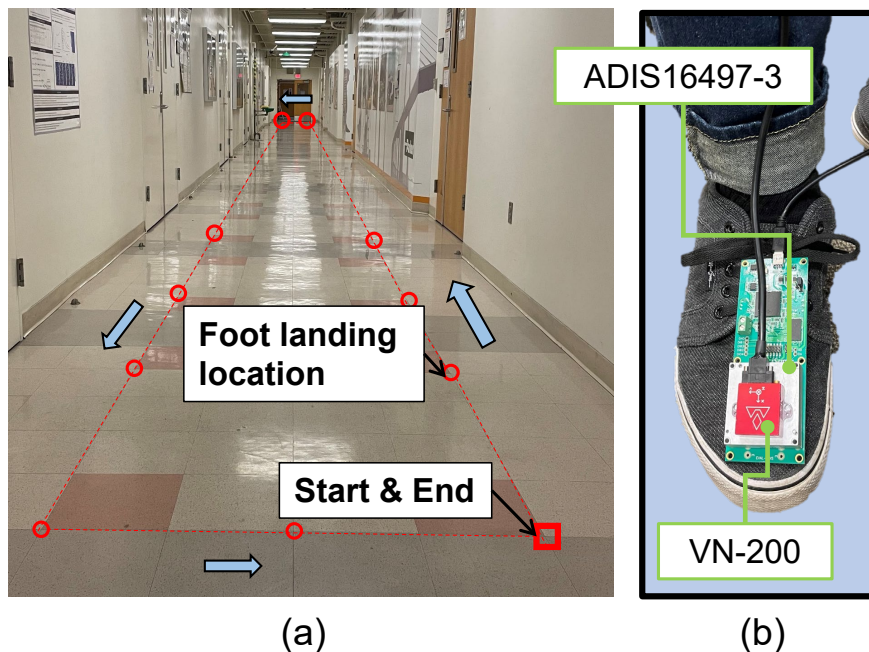 ADIS16497-3
Foot landing
location
Start & End
VN-200
(a)
(b)